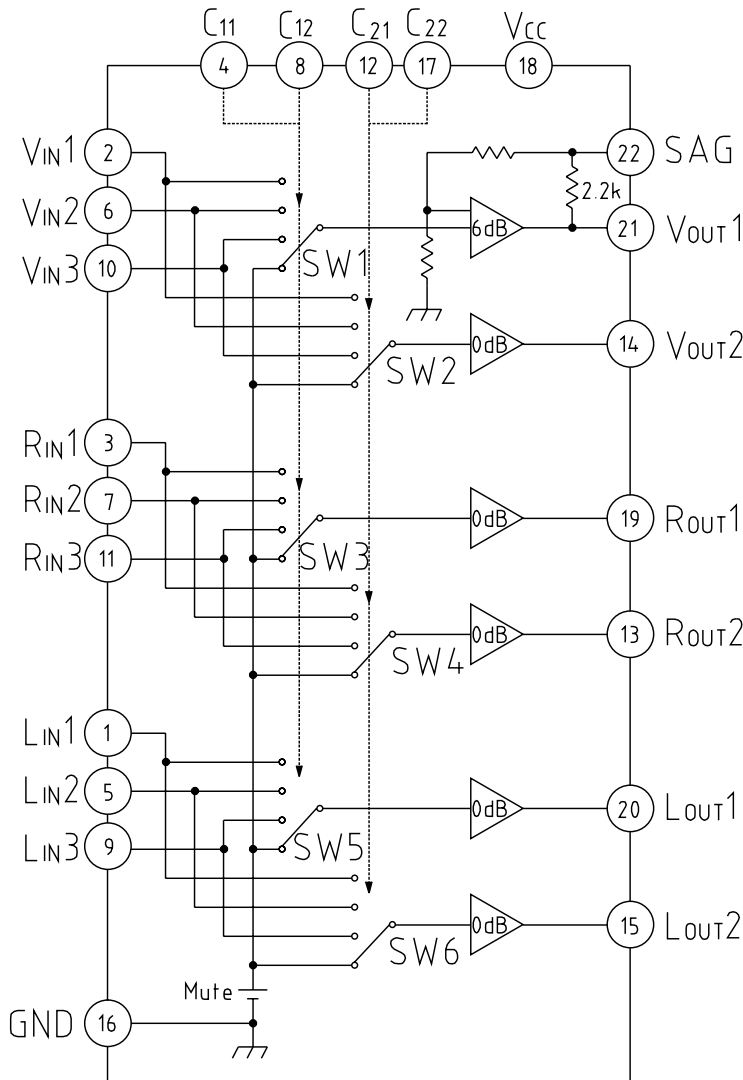 C11 C12 C21 C22 VCC
4 8 12 17 18
VIN1 2 22 SAG
2.2k
VIN2 6 6dB 21 VOUT1
VIN3 10 SW1
SW2 0dB 14 VOUT2
RIN1 3
RIN2 7 0dB 19 ROUT1
RIN3 11 SW3
SW4 0dB 13 ROUT2
LIN1 1
LIN2 5 0dB 20 LOUT1
LIN3 9 SW5
SW6 0dB 15 LOUT2
Mute
GND 16